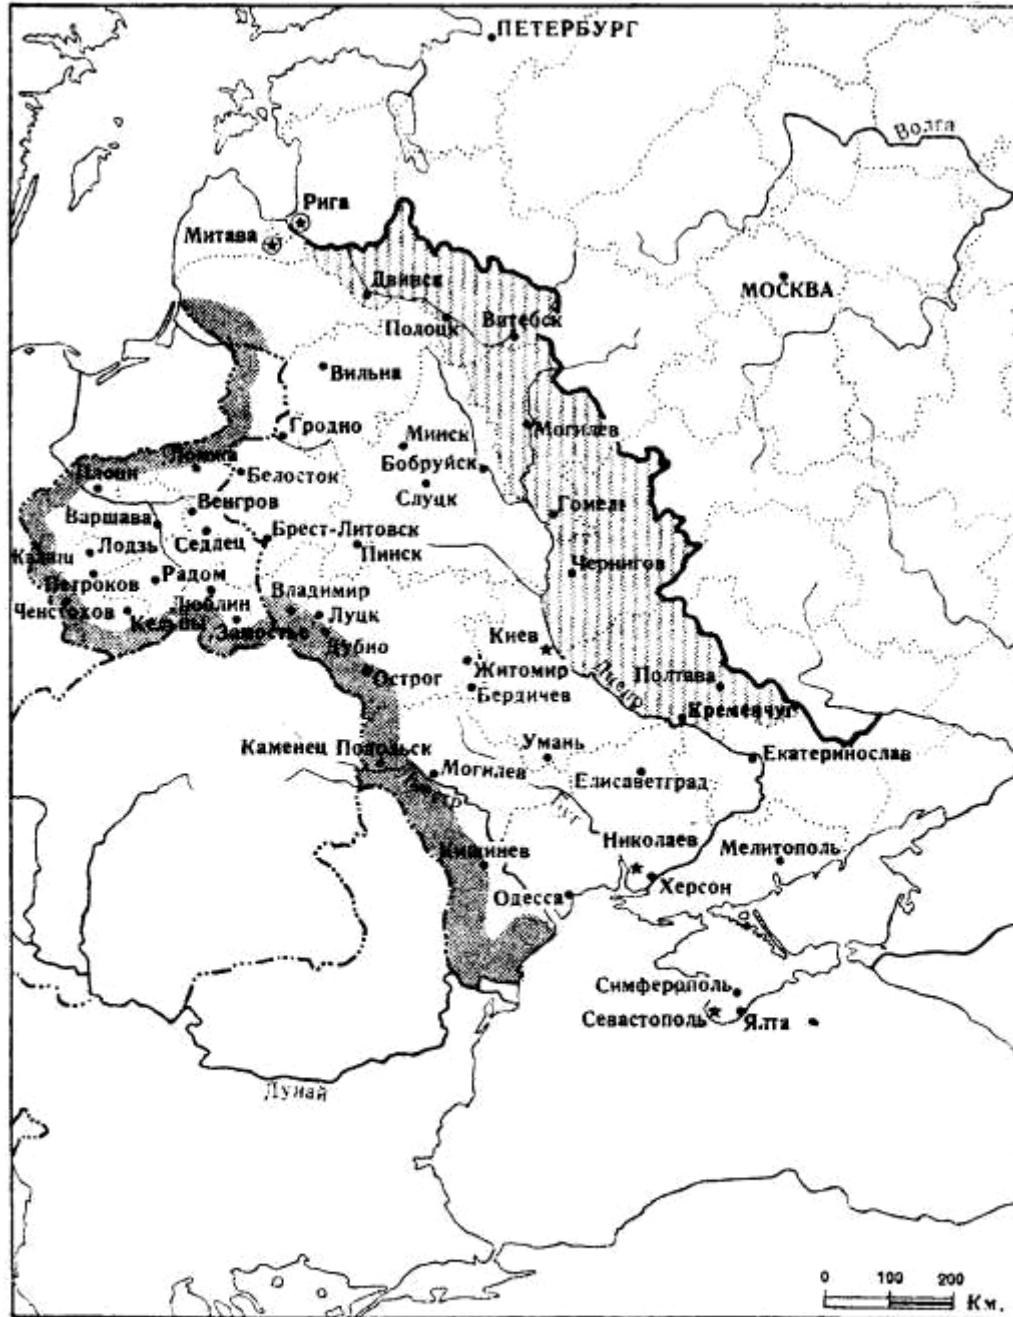 ПЕТЕРБУРГ
Волга
Рига
Митава
МОСКВА
Двинск
Полоцк
Витебск
Вильна
Гродно
Минск
Могилев
Ломжа
Белосток
Бобруйск
Плоцк
Слуцк
Венгров
Гомель
Варшава
Брест-Литовск
Седлец
Лодзь
Пинск
Калиш
Чернигов
Радом
Петроков
Владимир
Люблин
Ченстохов
Луцк
Кельцы
Замостье
Киев
Дубно
Житомир
Острог
Днепр
Полтава
Бердичев
Кременчуг
Умань
Каменец Подольск
Екатеринослав
Могилев
Елисаветград
Буг
Николаев
Мелитополь
Кишинев
Херсон
Одесса
Симферополь
Севастополь
Ялта
Дунай
0 100 200
Км.